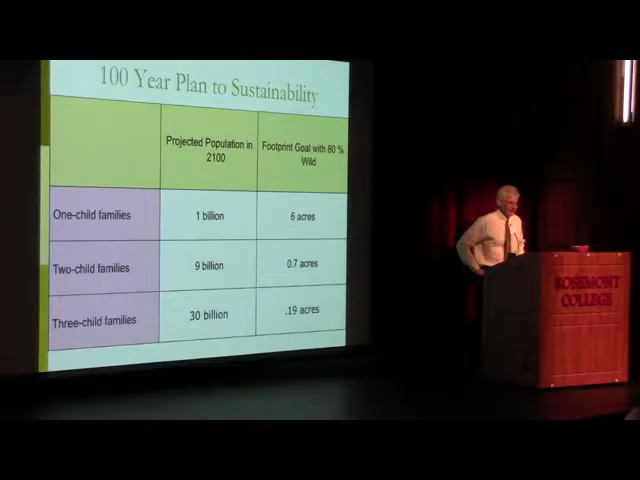 100 Year Plan to Sustainability
Projected Population in
2100
Footprint Goal with 80 %
Wild
One-child families
1 billion
6 acres
Two-child families
9 billion
0.7 acres
Three-child families
30 billion
.19 acres
ROSEMONT
COLLEGE